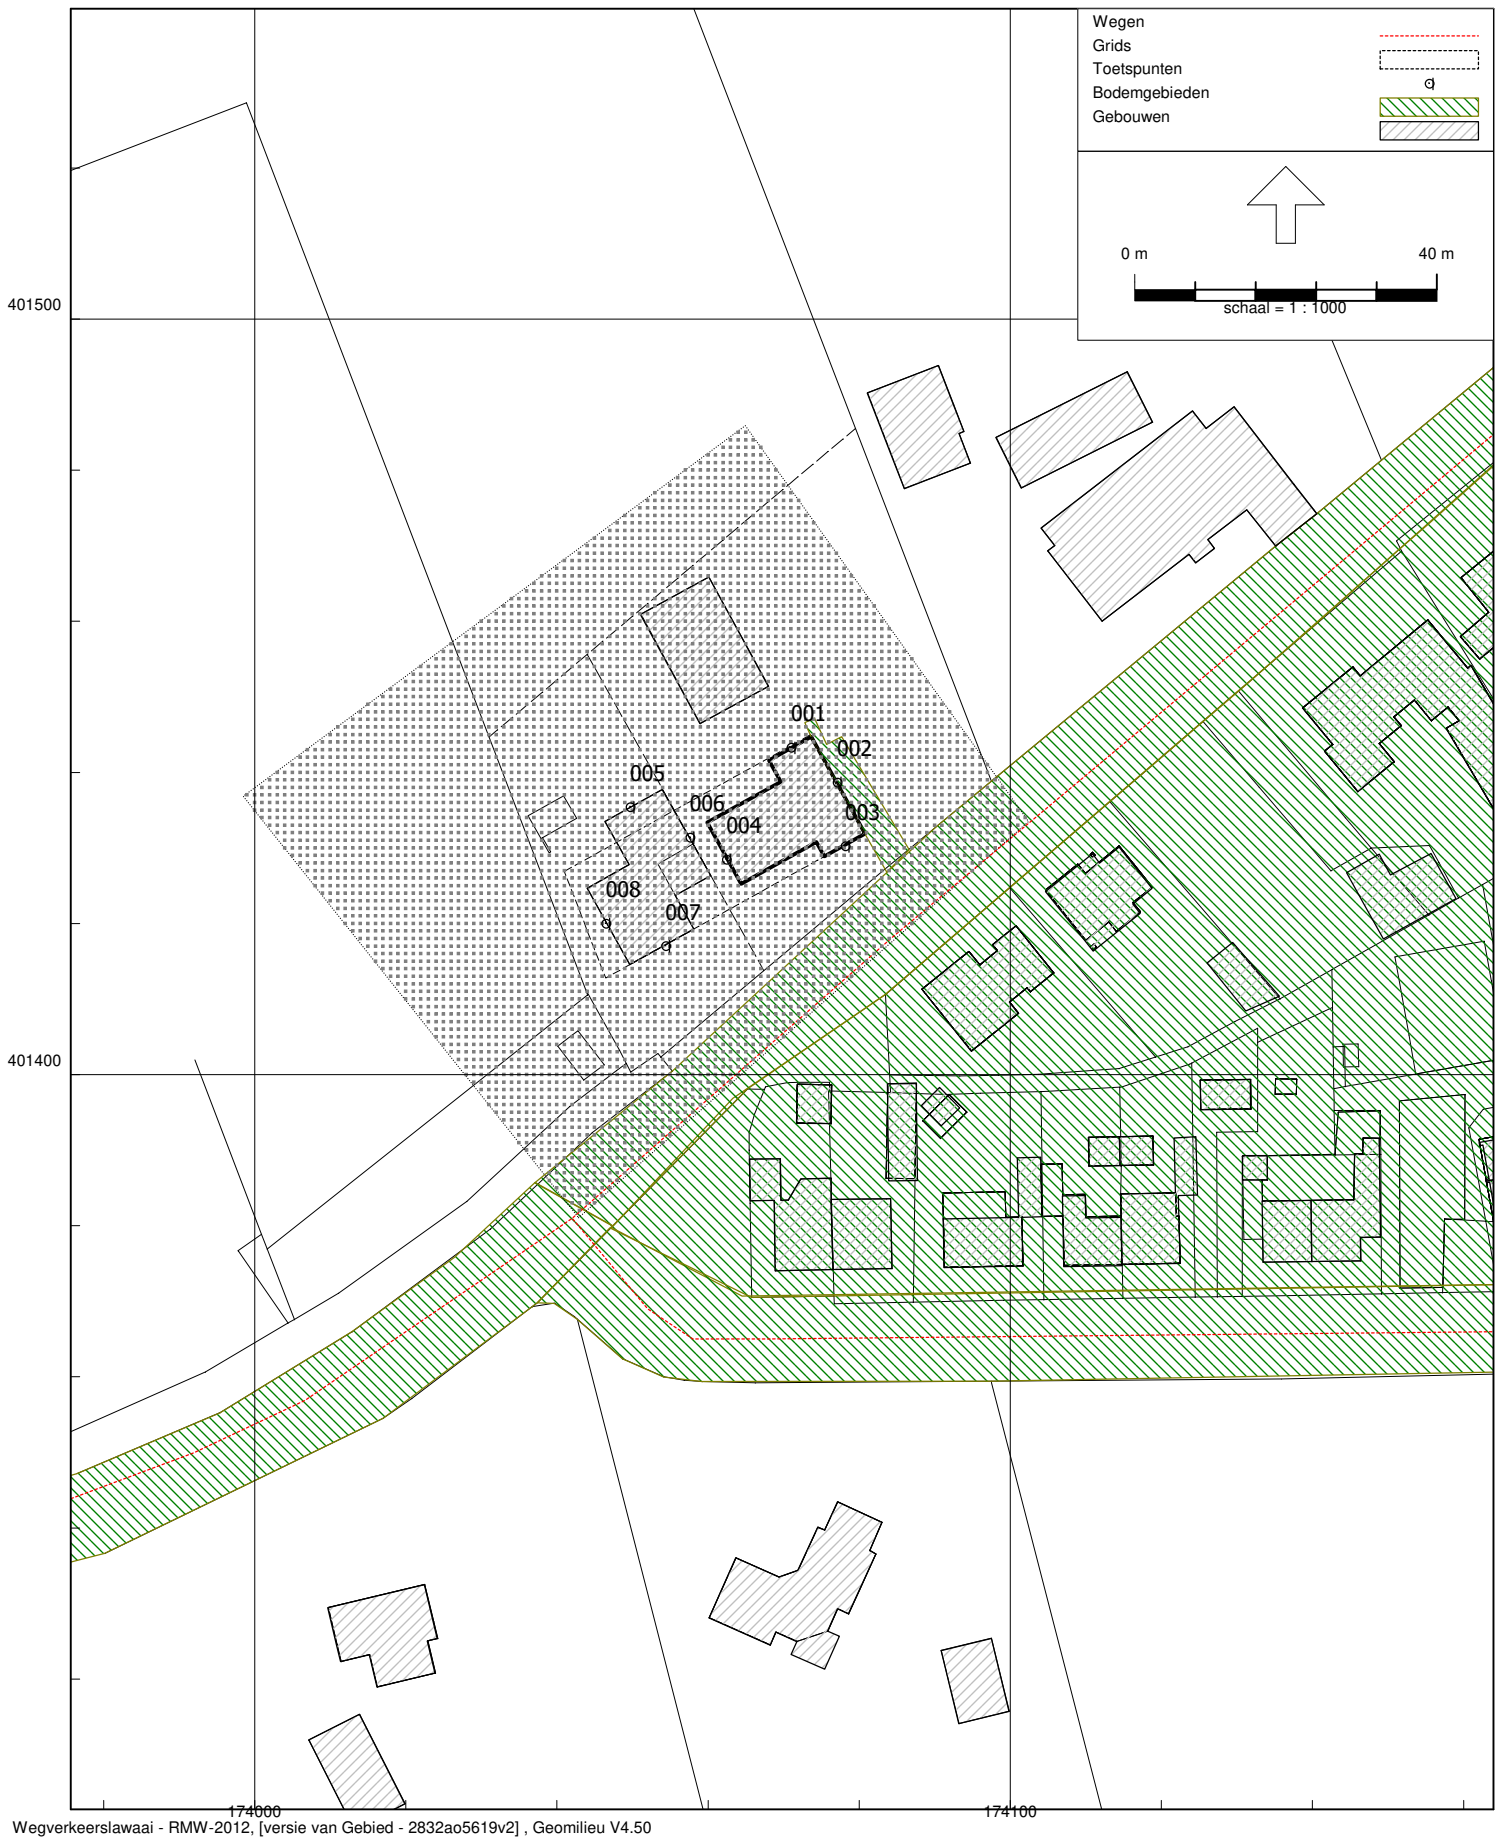 Wegen
Grids
Toetspunten
Bodemgebieden
Gebouwen
0 m 40 m
schaal = 1 : 1000
401500
001
002
005
006
003
004
008
007
401400
174000 174100
Wegverkeerslawaai - RMW-2012, [versie van Gebied - 2832ao5619v2] , Geomilieu V4.50